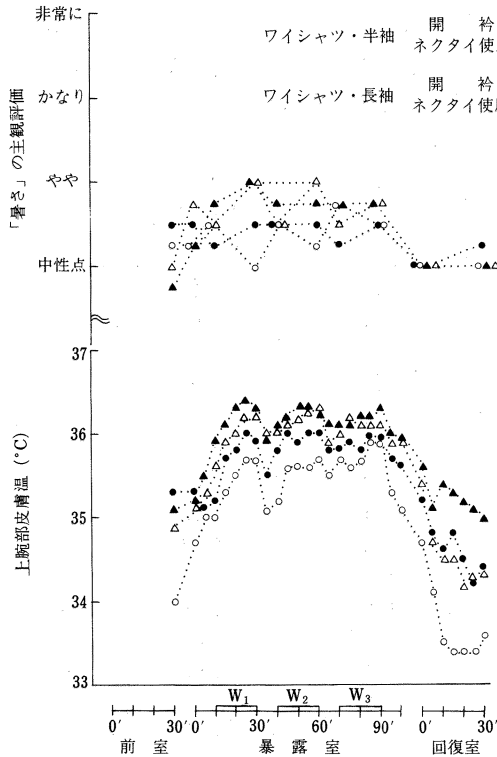 非常に
ワイシャツ・半袖 開 衿
ネクタイ使
かなり
ワイシャツ・長袖 開 衿
ネクタイ使
「暑さ」の主観評価
やや
中性点
37
36
35
34
33
上腕部皮膚温 (℃)
W1 W2 W3
0' 30' 0' 30' 60' 90' 0' 30'
前 室 暴 露 室 回復室